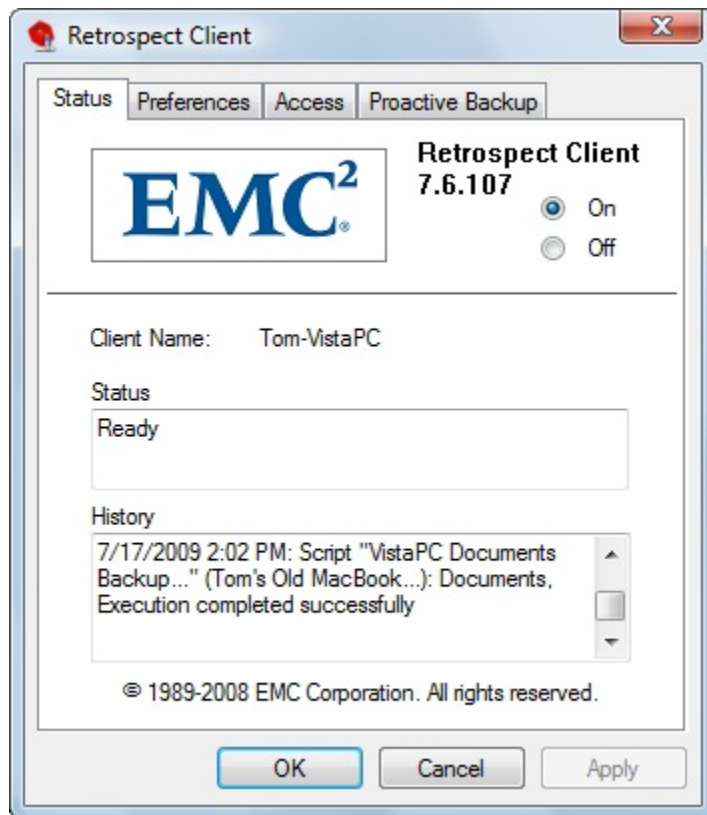 Retrospect Client
Status Preferences Access Proactive Backup
EMC²®
Retrospect Client
7.6.107
On
Off
Client Name: Tom-VistaPC
Status
Ready
History
7/17/2009 2:02 PM: Script "VistaPC Documents
Backup..." (Tom's Old MacBook...): Documents,
Execution completed successfully
© 1989-2008 EMC Corporation. All rights reserved.
OK Cancel Apply